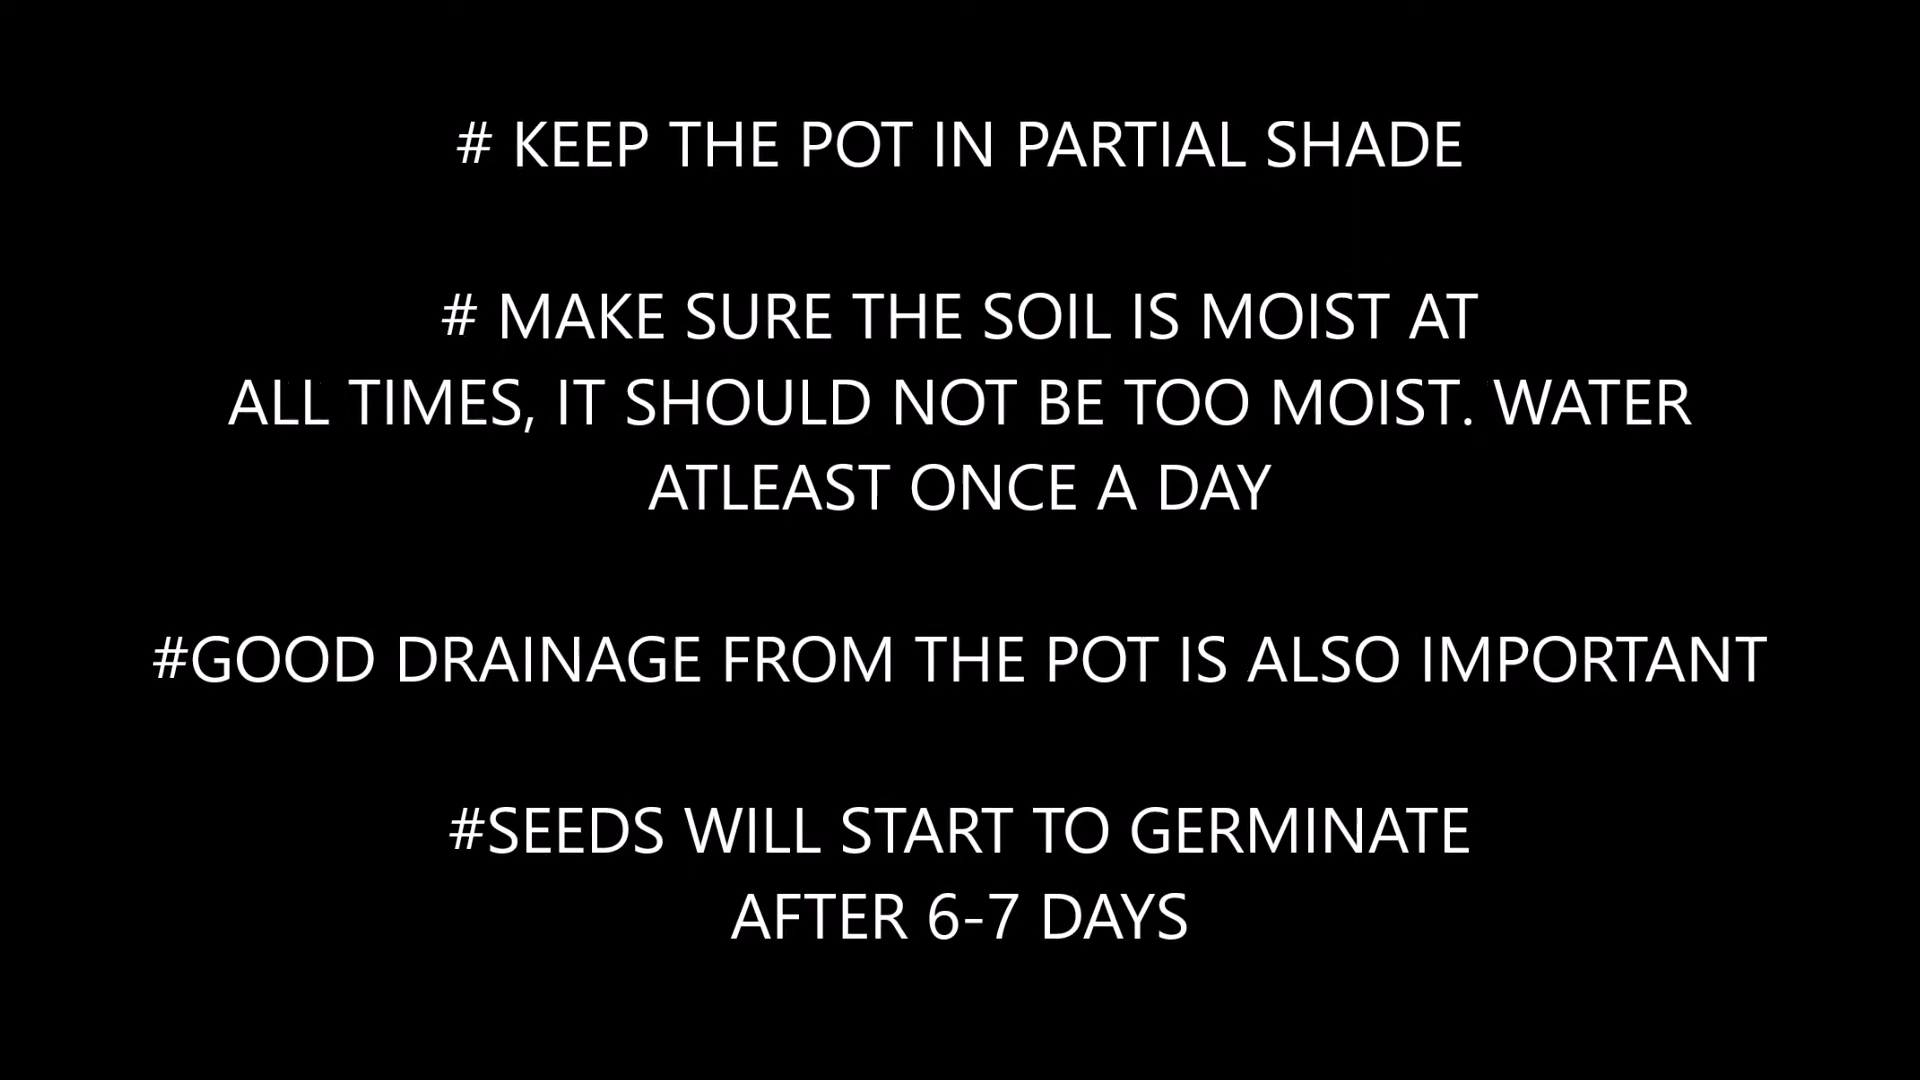 # KEEP THE POT IN PARTIAL SHADE
# MAKE SURE THE SOIL IS MOIST AT
ALL TIMES, IT SHOULD NOT BE TOO MOIST. WATER
ATLEAST ONCE A DAY
#GOOD DRAINAGE FROM THE POT IS ALSO IMPORTANT
#SEEDS WILL START TO GERMINATE
AFTER 6-7 DAYS